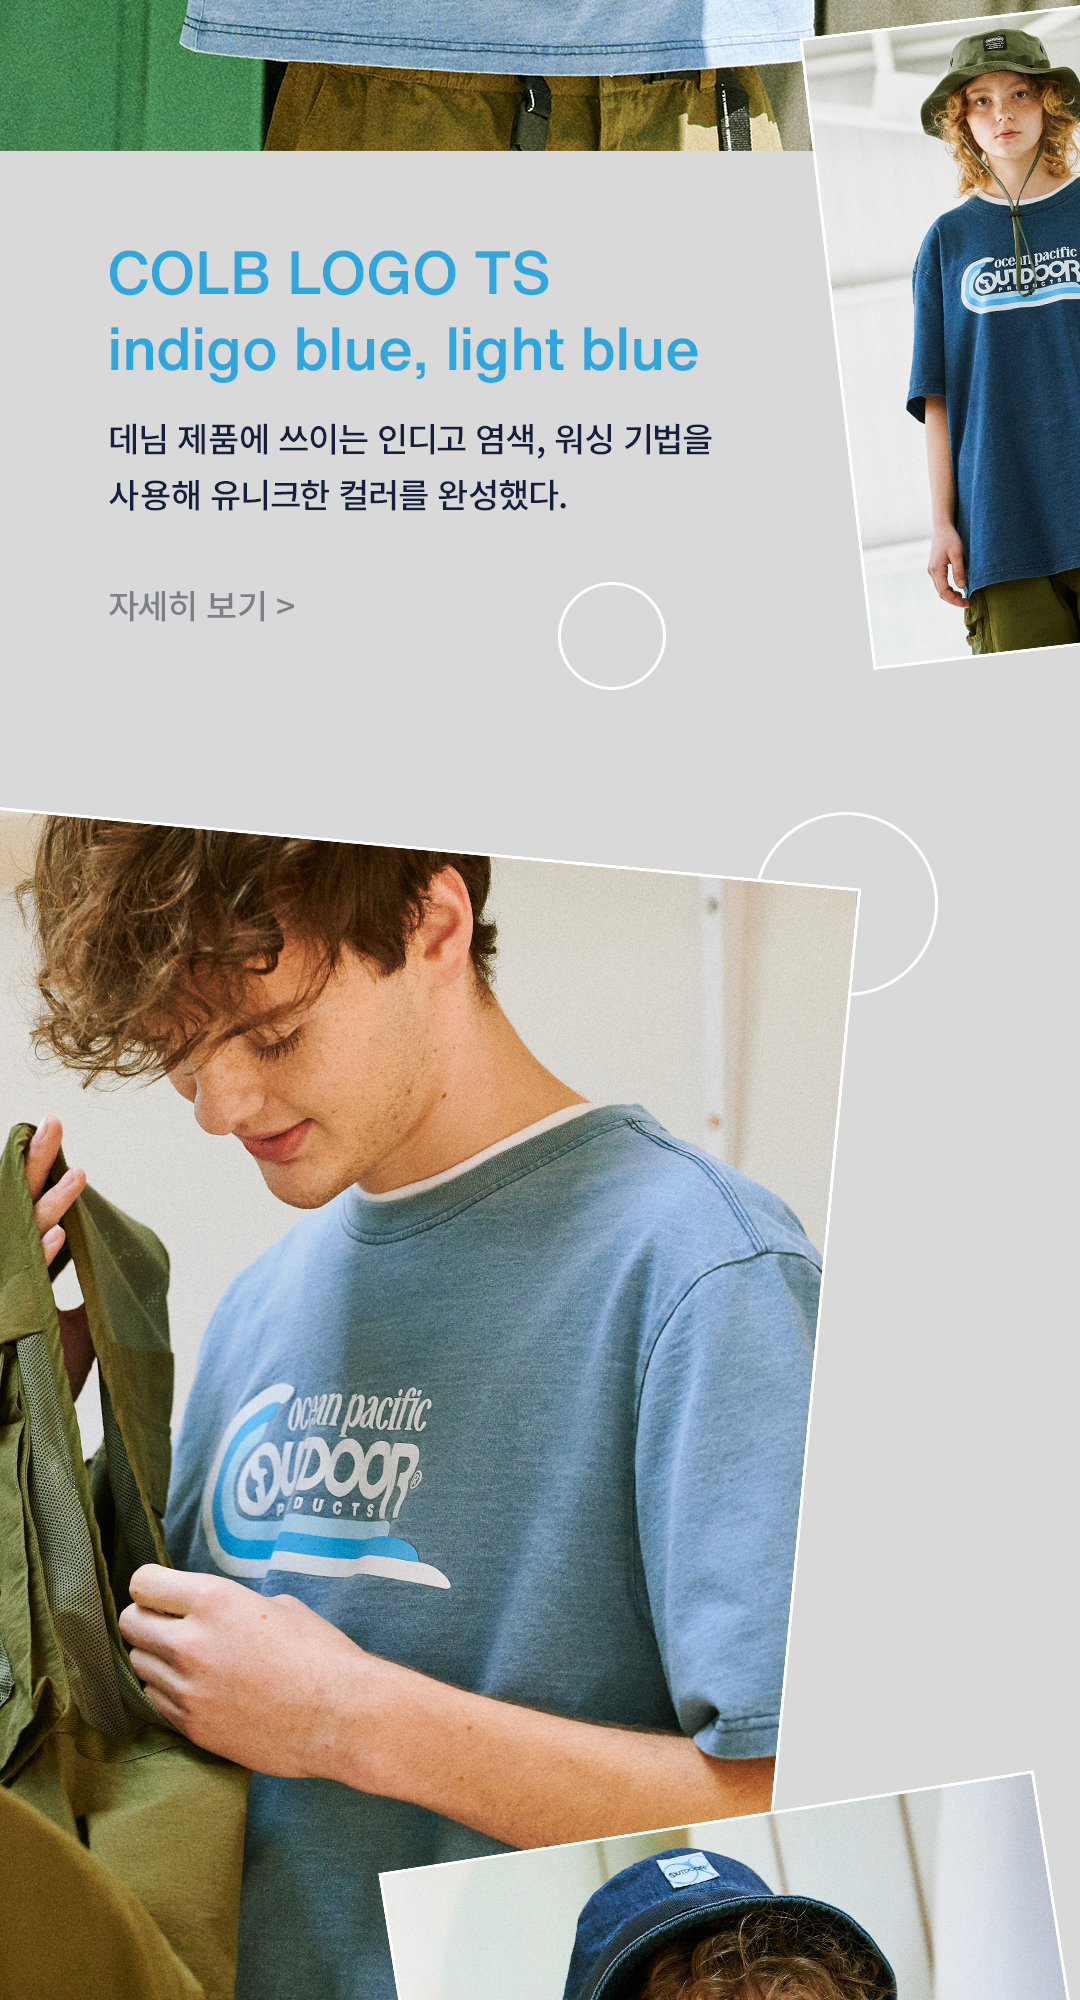 COLB LOGO TS
indigo blue, light blue
데님 제품에 쓰이는 인디고 염색, 워싱 기법을
사용해 유니크한 컬러를 완성했다.
자세히 보기 >
ocean pacific
OUTDOOR
PRODUCTS
ocean pacific
OUTDOOR®
PRODUCTS
OUTDOOR